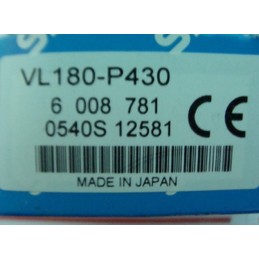 VL180-P430
6 008 781
0540S 12581 CE
MADE IN JAPAN